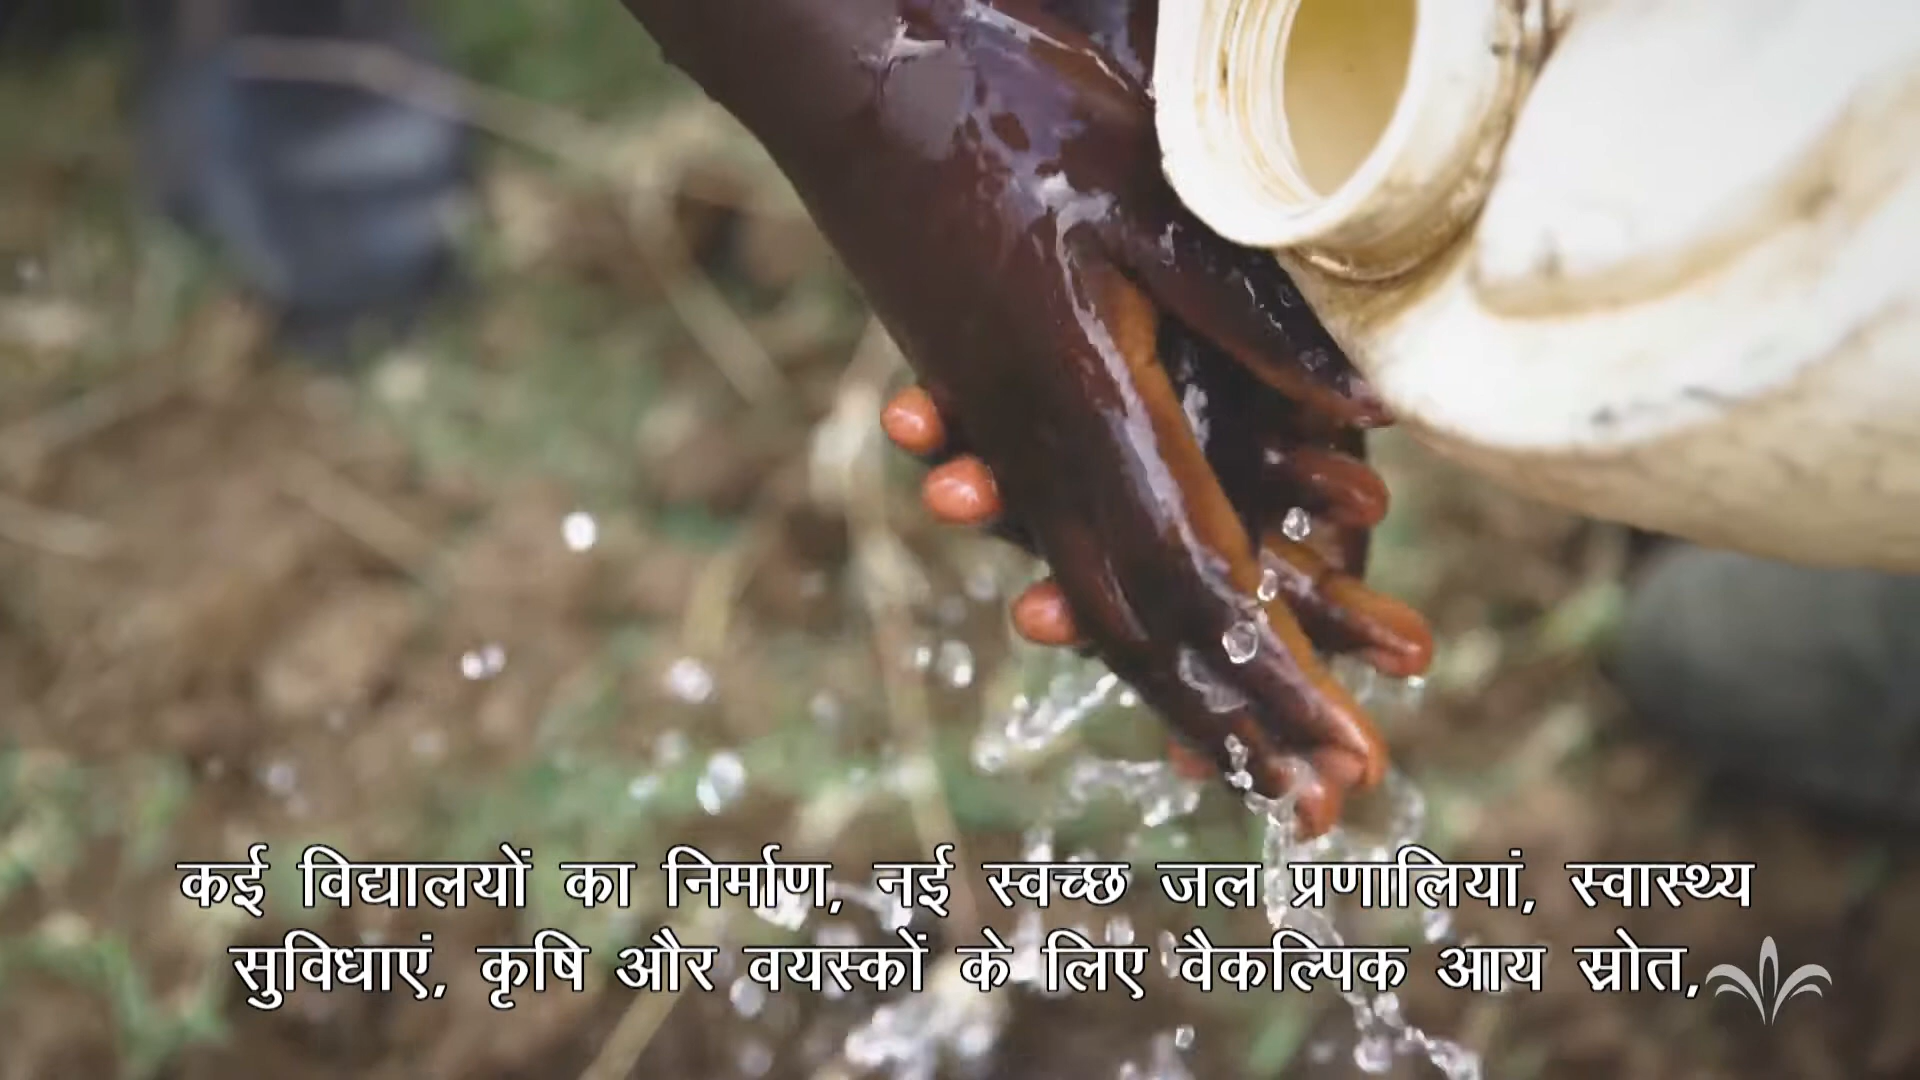 कई विद्यालयों का निर्माण, नई स्वच्छ जल प्रणालियां, स्वास्थ्य
सुविधाएं, कृषि और वयस्कों के लिए वैकल्पिक आय स्रोत,